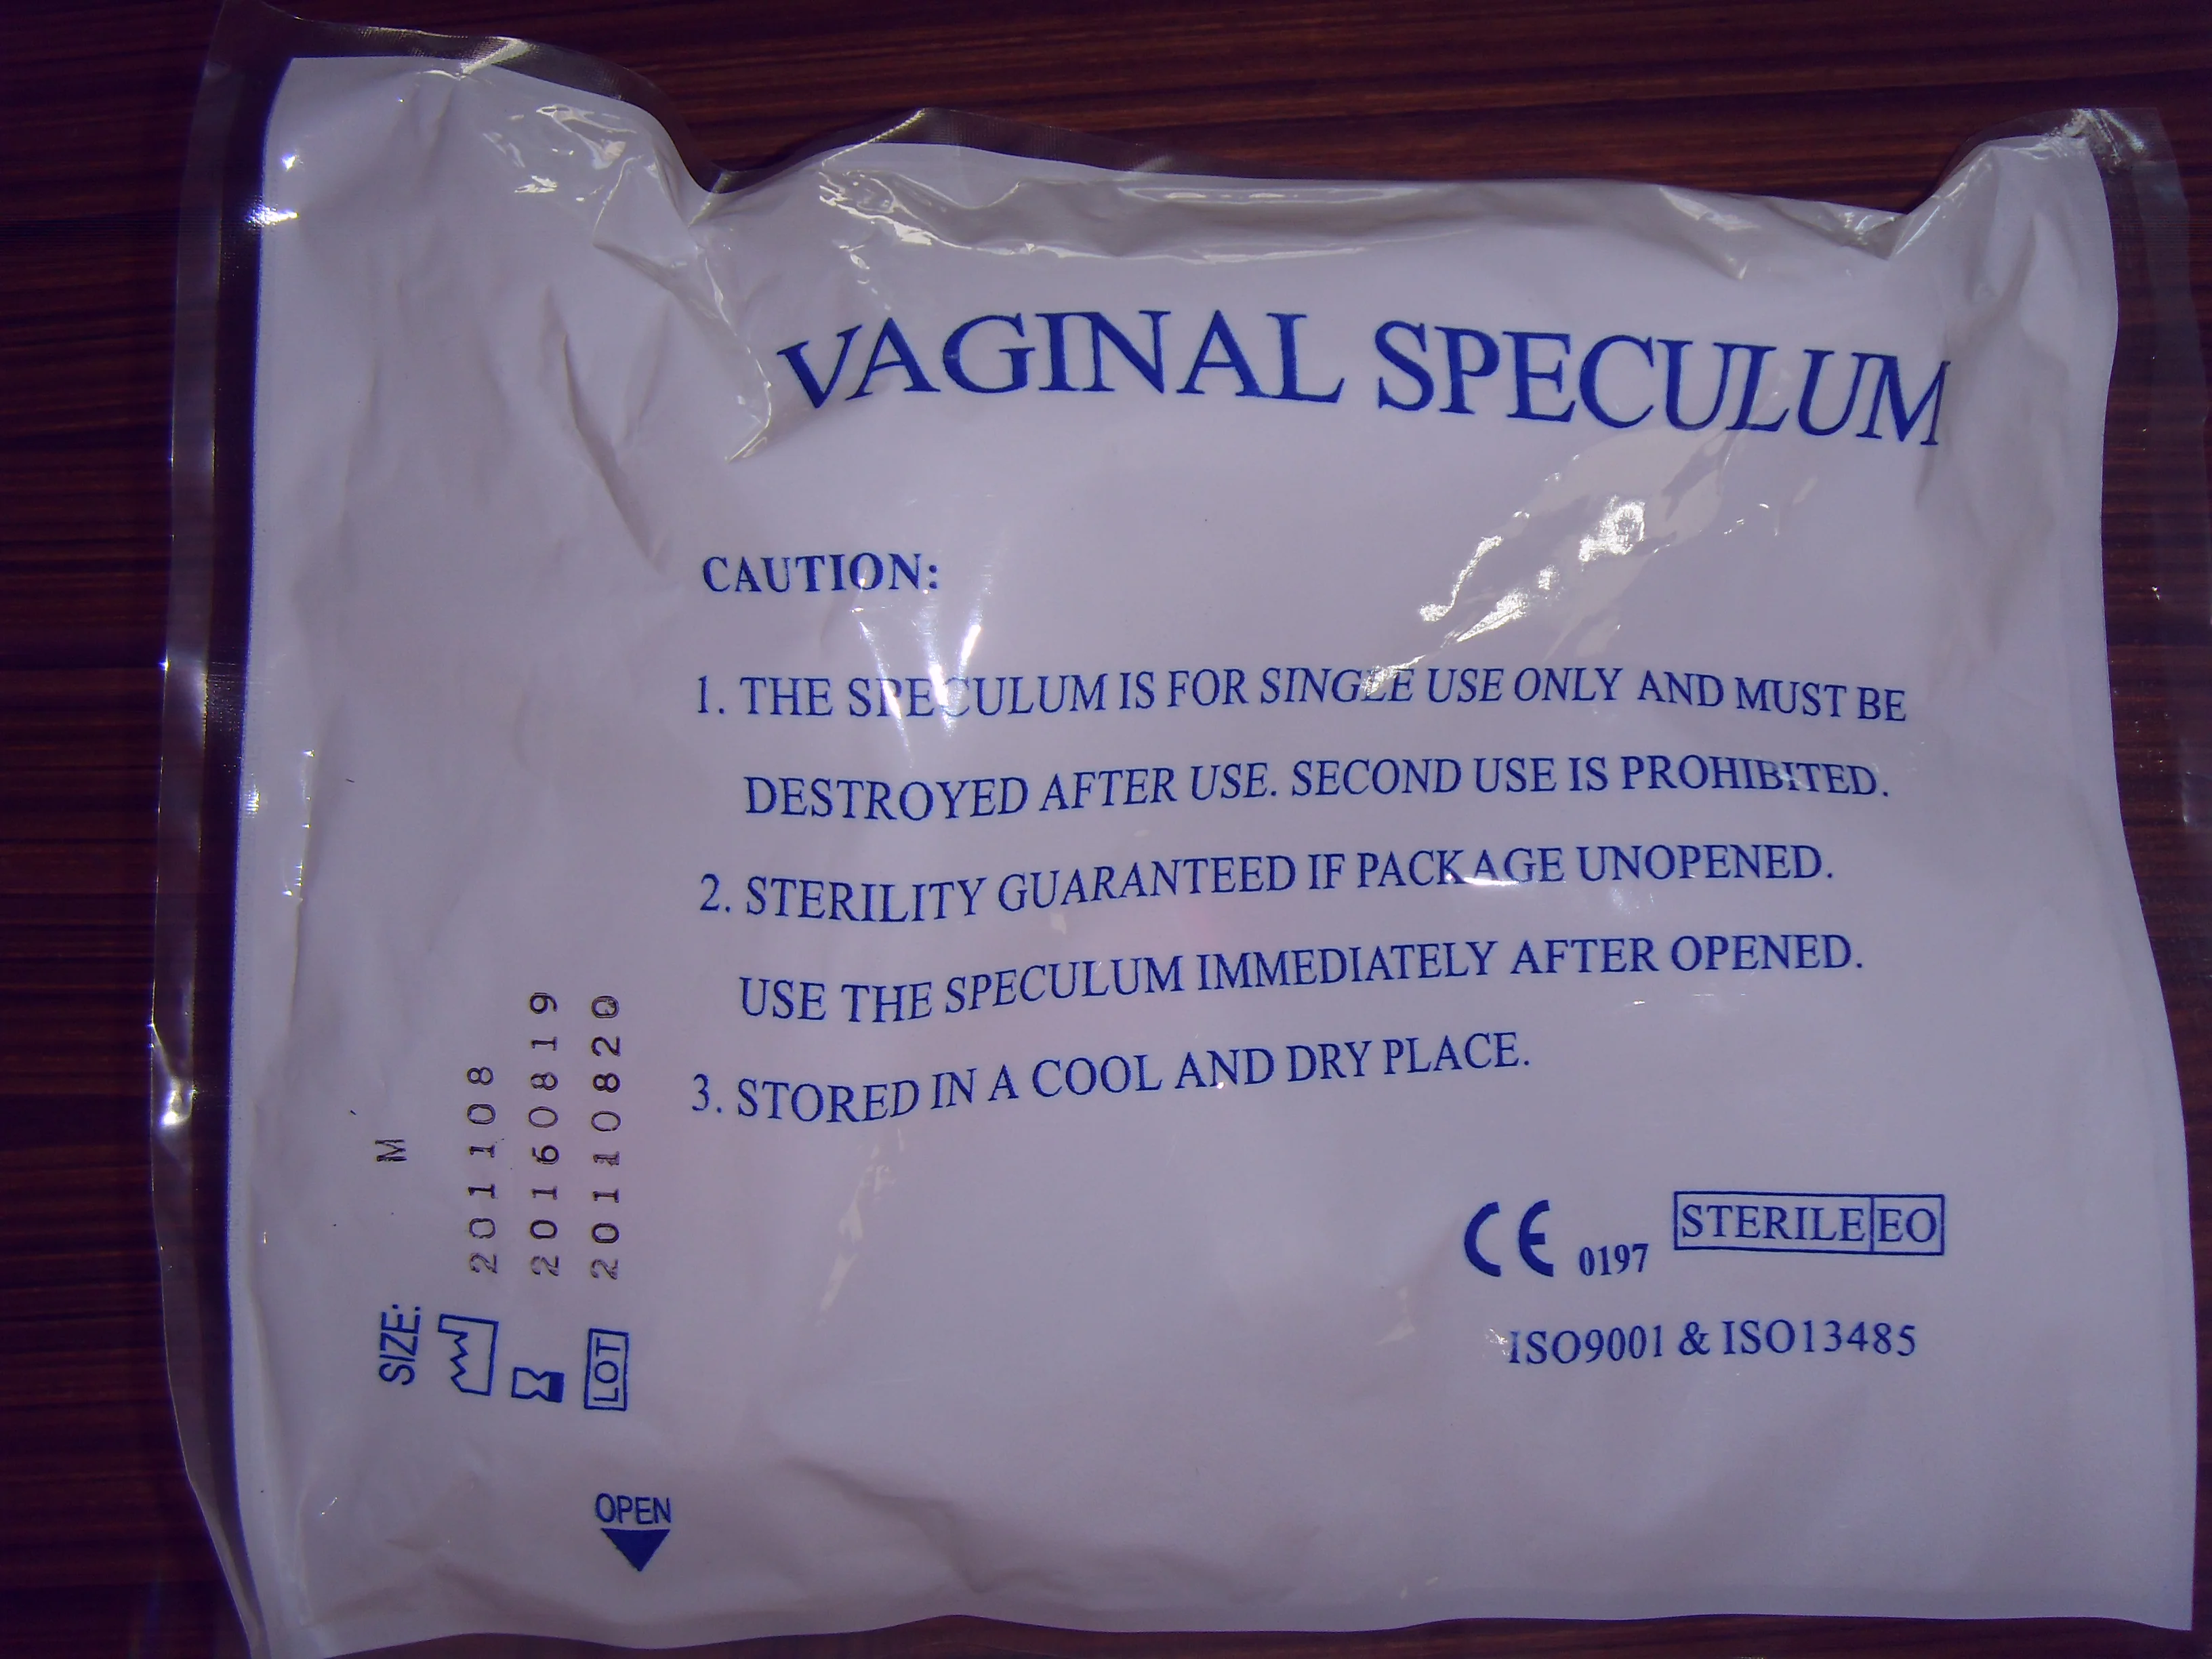 VAGINAL SPECULUM
CAUTION:
1. THE SPECULUM IS FOR SINGLE USE ONLY AND MUST BE
DESTROYED AFTER USE. SECOND USE IS PROHIBITED.
2. STERILITY GUARANTEED IF PACKAGE UNOPENED.
USE THE SPECULUM IMMEDIATELY AFTER OPENED.
3. STORED IN A COOL AND DRY PLACE.
CE 0197 STERILE EO
ISO9001 & ISO13485
SIZE: M
201108
20160819
LOT 20110820
OPEN